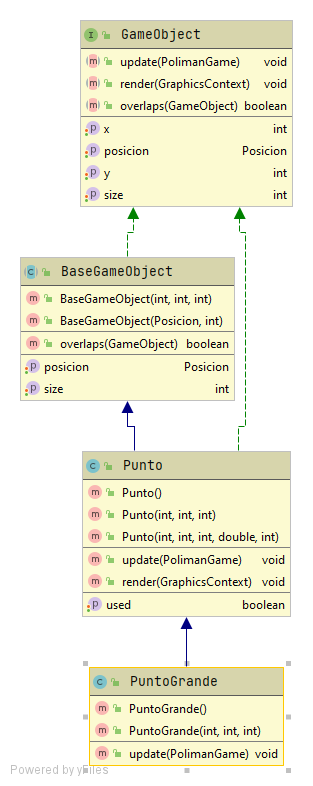 GameObject
update(PolimanGame) void
render(GraphicsContext) void
overlaps(GameObject) boolean
x int
posicion Posicion
y int
size int
BaseGameObject
BaseGameObject(int, int, int)
BaseGameObject(Posicion, int)
overlaps(GameObject) boolean
posicion Posicion
size int
Punto
Punto()
Punto(int, int, int)
Punto(int, int, int, double, int)
update(PolimanGame) void
render(GraphicsContext) void
used boolean
PuntoGrande
PuntoGrande()
PuntoGrande(int, int, int)
update(PolimanGame) void
Powered by yFiles